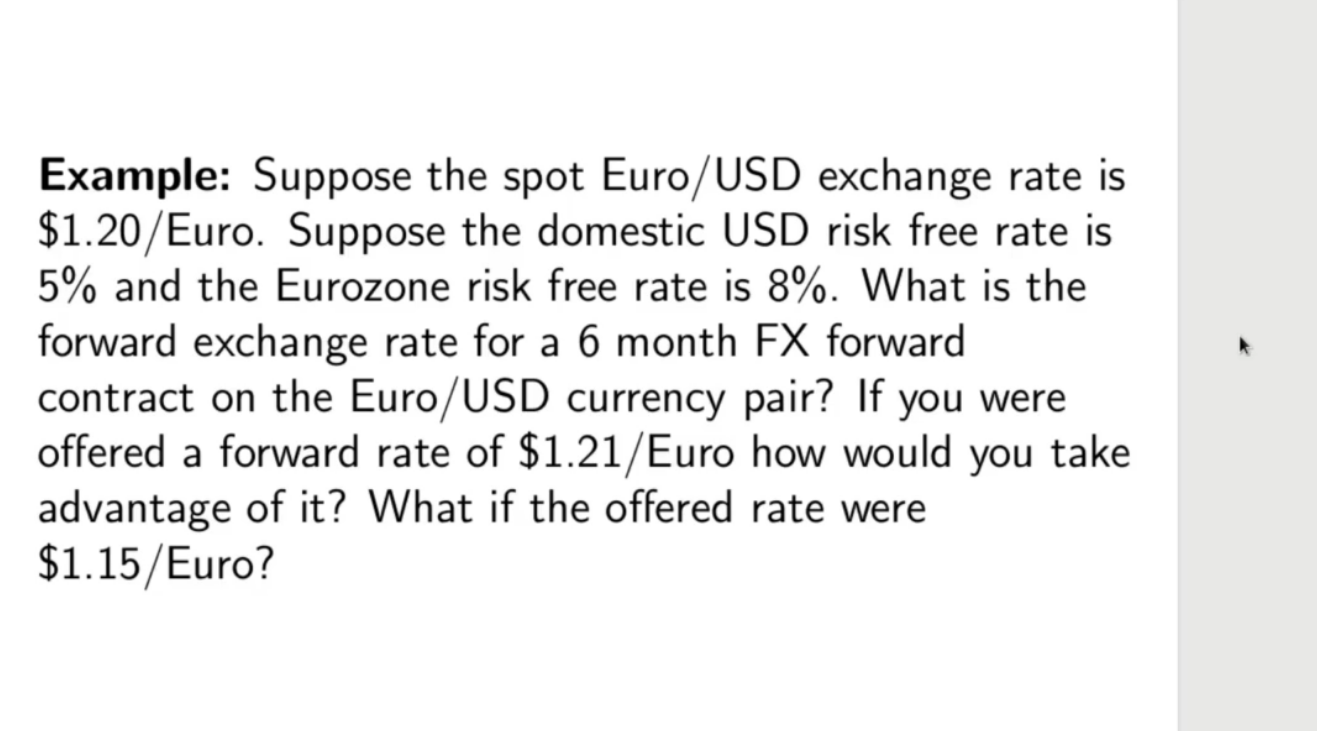 Example: Suppose the spot Euro/USD exchange rate is
$1.20/Euro. Suppose the domestic USD risk free rate is
5% and the Eurozone risk free rate is 8%. What is the
forward exchange rate for a 6 month FX forward
contract on the Euro/USD currency pair? If you were
offered a forward rate of $1.21/Euro how would you take
advantage of it? What if the offered rate were
$1.15/Euro?